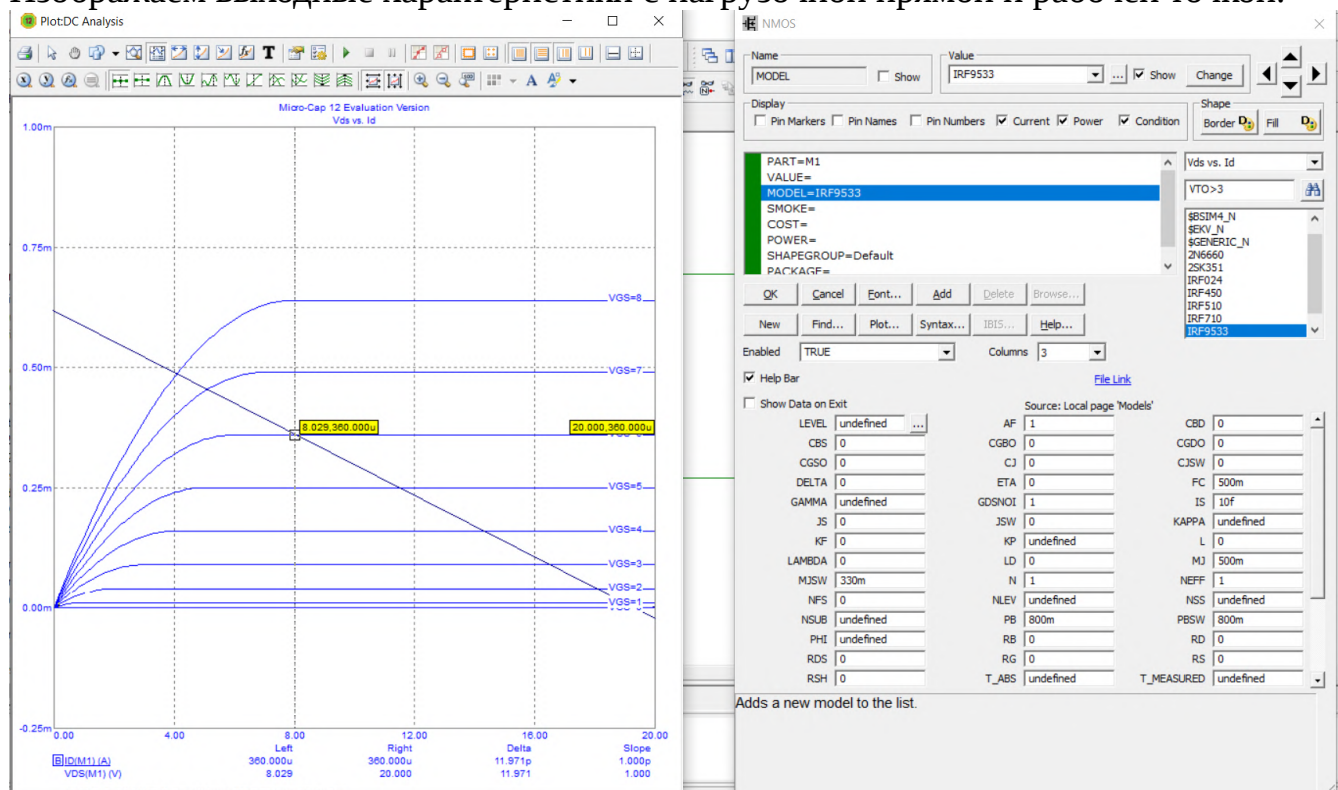 Изображаем выходные характеристики с нагрузочной прямой и рабочей точкой.
Plot:DC Analysis
Micro-Cap 12 Evaluation Version
Vds vs. Id
1.00m
0.75m
0.50m
0.25m
0.00m
-0.25m
VGS=8
VGS=7
VGS=5
VGS=4
VGS=3
VGS=2
VGS=1
8.029,360.000u
20.000,360.000u
0.00 4.00 8.00 12.00 16.00 20.00
Left Right Delta Slope
B ID(M1) (A) 360.000u 360.000u 11.971p 1.000p
VDS(M1) (V) 8.029 20.000 11.971 1.000
NMOS
Name
MODEL Show
Value
IRF9533 ... Show Change
Display
Pin Markers Pin Names Pin Numbers Current Power Condition
Shape
Border Fill
PART=M1
VALUE=
MODEL=IRF9533
SMOKE=
COST=
POWER=
SHAPEGROUP=Default
PACKAGE=
Vds vs. Id
VTO>3
$BSIM4_N
$EKV_N
$GENERIC_N
2N6660
2SK351
IRF024
IRF450
IRF510
IRF710
IRF9533
OK Cancel Font... Add Delete Browse...
New Find... Plot... Syntax... IBIS... Help...
Enabled TRUE Columns 3
Help Bar File Link
Show Data on Exit Source: Local page 'Models'
LEVEL undefined ... AF 1 CBD 0
CBS 0 CGBO 0 CGDO 0
CGSO 0 CJ 0 CJSW 0
DELTA 0 ETA 0 FC 500m
GAMMA undefined GDSNOI 1 IS 10f
JS 0 JSW 0 KAPPA undefined
KF 0 KP undefined L 0
LAMBDA 0 LD 0 MJ 500m
MJSW 330m N 1 NEFF 1
NFS 0 NLEV undefined NSS undefined
NSUB undefined PB 800m PBSW 800m
PHI undefined RB 0 RD 0
RDS 0 RG 0 RS 0
RSH 0 T_ABS undefined T_MEASURED undefined
Adds a new model to the list.